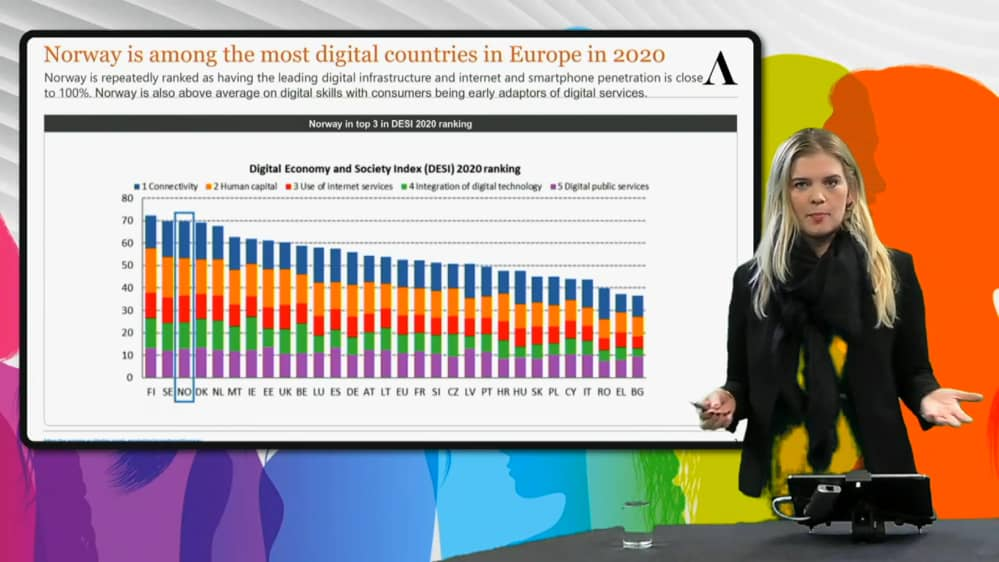 Norway is among the most digital countries in Europe in 2020
Norway is repeatedly ranked as having the leading digital infrastructure and internet and smartphone penetration is close
to 100%. Norway is also above average on digital skills with consumers being early adaptors of digital services.
Norway in top 3 in DESI 2020 ranking
Digital Economy and Society Index (DESI) 2020 ranking
1 Connectivity 2 Human capital 3 Use of internet services 4 Integration of digital technology 5 Digital public services
80
70
60
50
40
30
20
10
0
FI SE NO DK NL MT IE EE UK BE LU ES DE AT LT EU FR SI CZ LV PT HR HU SK PL CY IT RO EL BG